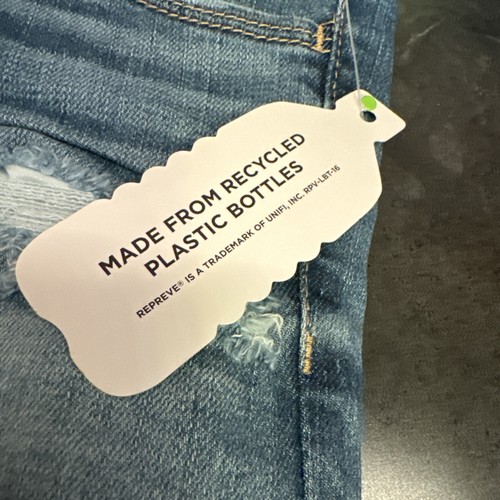 MADE FROM RECYCLED
PLASTIC BOTTLES
REPREVE® IS A TRADEMARK OF UNIFI, INC. RPV-LBT-16